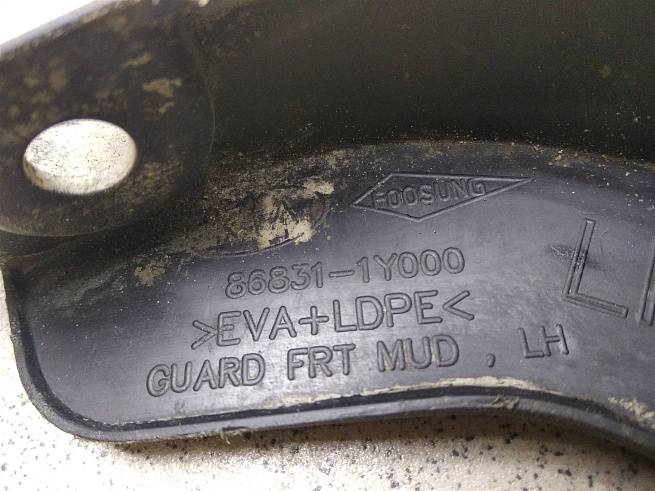 FOOSUNG
86831-1Y000
>EVA+LDPE<
GUARD FRT MUD , LH